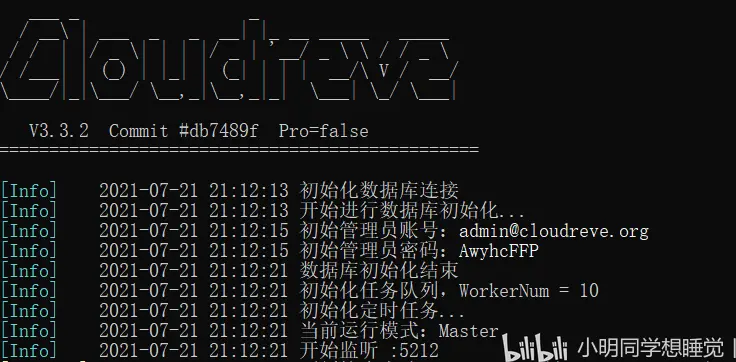 Cloudreve
V3.3.2 Commit #db7489f Pro=false
================================================
[Info] 2021-07-21 21:12:13 初始化数据库连接
[Info] 2021-07-21 21:12:13 开始进行数据库初始化...
[Info] 2021-07-21 21:12:15 初始管理员账号：admin@cloudreve.org
[Info] 2021-07-21 21:12:15 初始管理员密码：AwyhcFFP
[Info] 2021-07-21 21:12:21 数据库初始化结束
[Info] 2021-07-21 21:12:21 初始化任务队列，WorkerNum = 10
[Info] 2021-07-21 21:12:21 初始化定时任务...
[Info] 2021-07-21 21:12:21 当前运行模式：Master
[Info] 2021-07-21 21:12:21 开始监听 :5212
bilibili 小明同学想睡觉